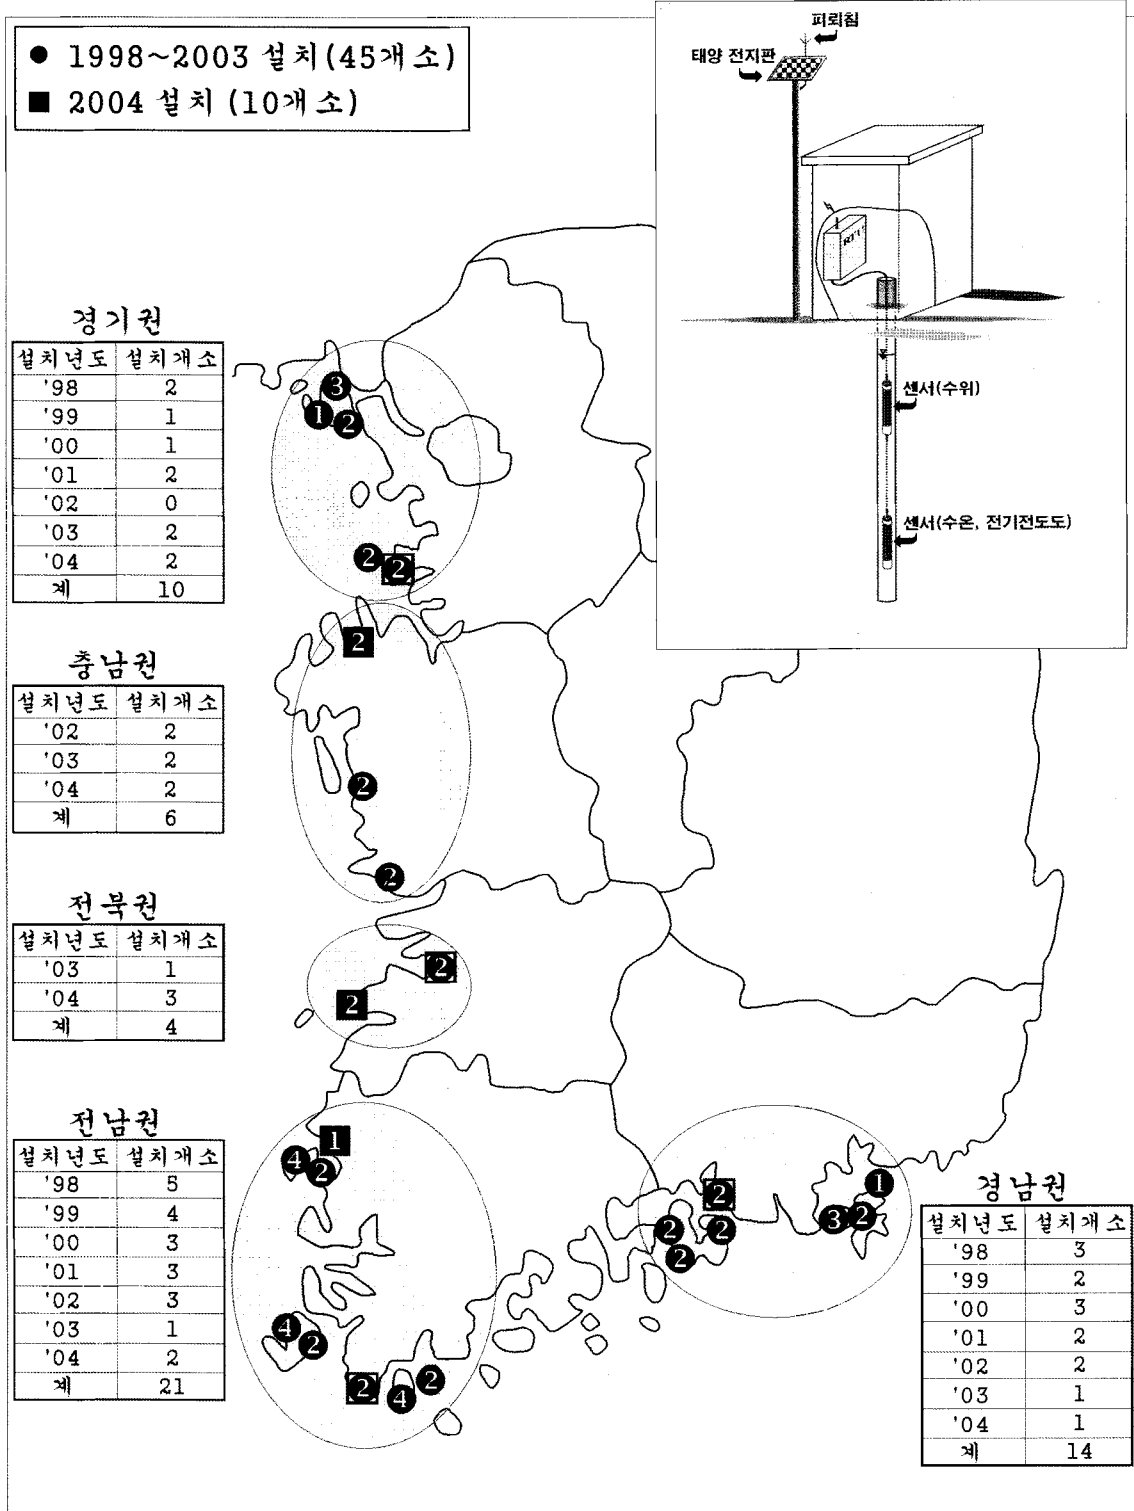 ● 1998~2003 설치(45개소)
■ 2004 설치 (10개소)
피뢰침
태양 전지판
RTU
센서(수위)
센서(수온, 전기전도도)
경기권
설치년도 설치개소
'98 2
'99 1
'00 1
'01 2
'02 0
'03 2
'04 2
계 10
충남권
설치년도 설치개소
'02 2
'03 2
'04 2
계 6
전북권
설치년도 설치개소
'03 1
'04 3
계 4
전남권
설치년도 설치개소
'98 5
'99 4
'00 3
'01 3
'02 3
'03 1
'04 2
계 21
경남권
설치년도 설치개소
'98 3
'99 2
'00 3
'01 2
'02 2
'03 1
'04 1
계 14
3
1 2
2 2
2
2
2
2
2
1
4 2
4
2
2 4 2
2
2 2
2
1
3 2